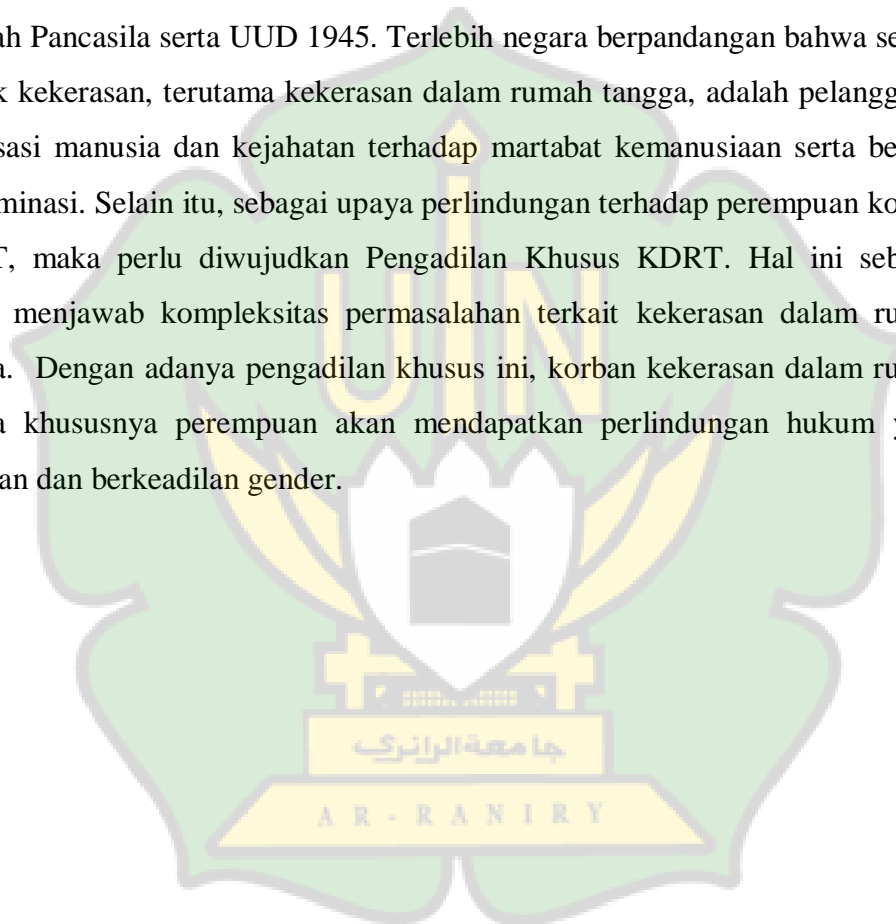 ah Pancasila serta UUD 1945. Terlebih negara berpandangan bahwa se
k kekerasan, terutama kekerasan dalam rumah tangga, adalah pelangg
sasi manusia dan kejahatan terhadap martabat kemanusiaan serta be
minasi. Selain itu, sebagai upaya perlindungan terhadap perempuan ko
T, maka perlu diwujudkan Pengadilan Khusus KDRT. Hal ini seb
menjawab kompleksitas permasalahan terkait kekerasan dalam ru
a. Dengan adanya pengadilan khusus ini, korban kekerasan dalam ru
a khususnya perempuan akan mendapatkan perlindungan hukum y
an dan berkeadilan gender.
UIN
جامعة الرانري
AR-RANIRY